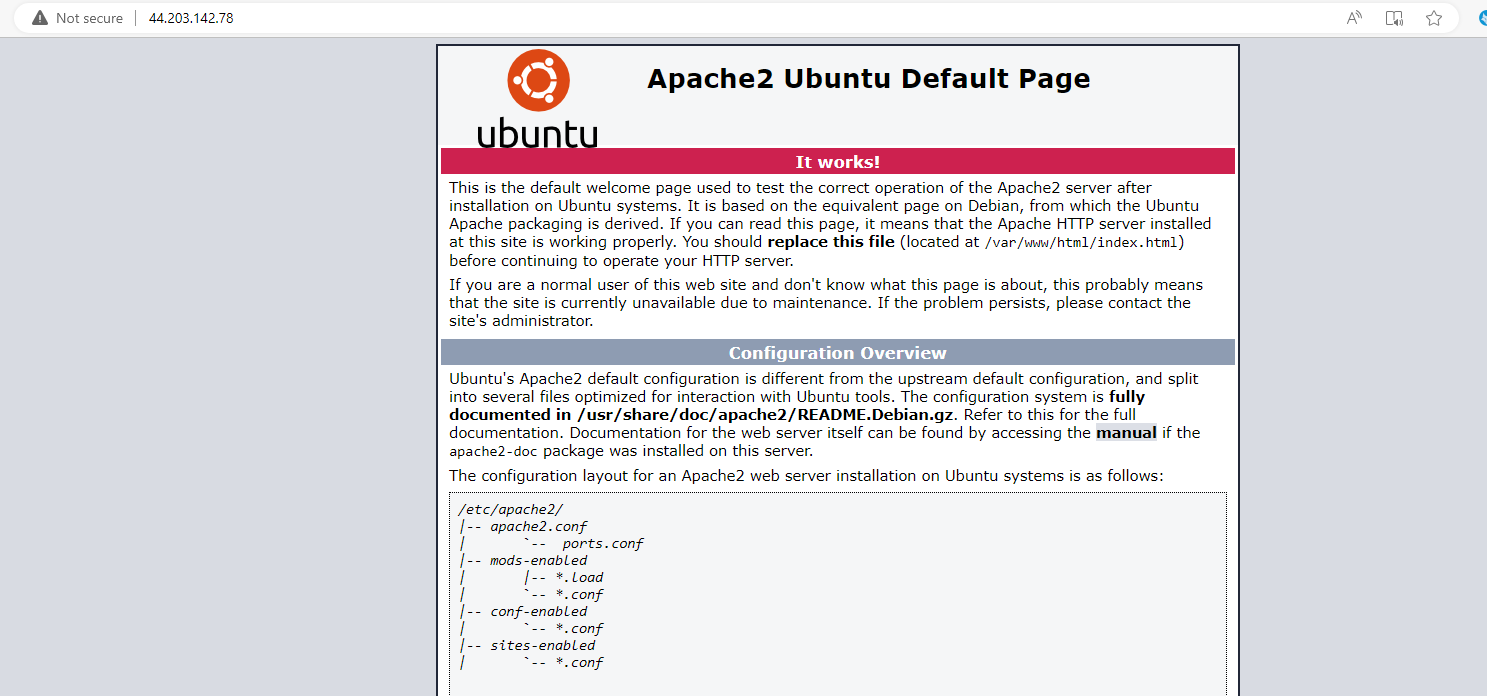 Not secure | 44.203.142.78
Apache2 Ubuntu Default Page
ubuntu
It works!
This is the default welcome page used to test the correct operation of the Apache2 server after
installation on Ubuntu systems. It is based on the equivalent page on Debian, from which the Ubuntu
Apache packaging is derived. If you can read this page, it means that the Apache HTTP server installed
at this site is working properly. You should replace this file (located at /var/www/html/index.html)
before continuing to operate your HTTP server.
If you are a normal user of this web site and don't know what this page is about, this probably means
that the site is currently unavailable due to maintenance. If the problem persists, please contact the
site's administrator.
Configuration Overview
Ubuntu's Apache2 default configuration is different from the upstream default configuration, and split
into several files optimized for interaction with Ubuntu tools. The configuration system is fully
documented in /usr/share/doc/apache2/README.Debian.gz. Refer to this for the full
documentation. Documentation for the web server itself can be found by accessing the manual if the
apache2-doc package was installed on this server.
The configuration layout for an Apache2 web server installation on Ubuntu systems is as follows:
/etc/apache2/
|-- apache2.conf
|       `--  ports.conf
|-- mods-enabled
|       |-- *.load
|       `-- *.conf
|-- conf-enabled
|       `-- *.conf
|-- sites-enabled
|       `-- *.conf